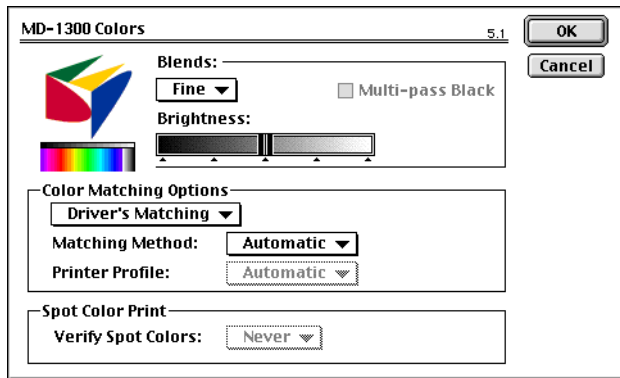 MD-1300 Colors 5.1 OK
Cancel
Blends:
Fine Multi-pass Black
Brightness:
Color Matching Options
Driver's Matching
Matching Method: Automatic
Printer Profile: Automatic
Spot Color Print
Verify Spot Colors: Never